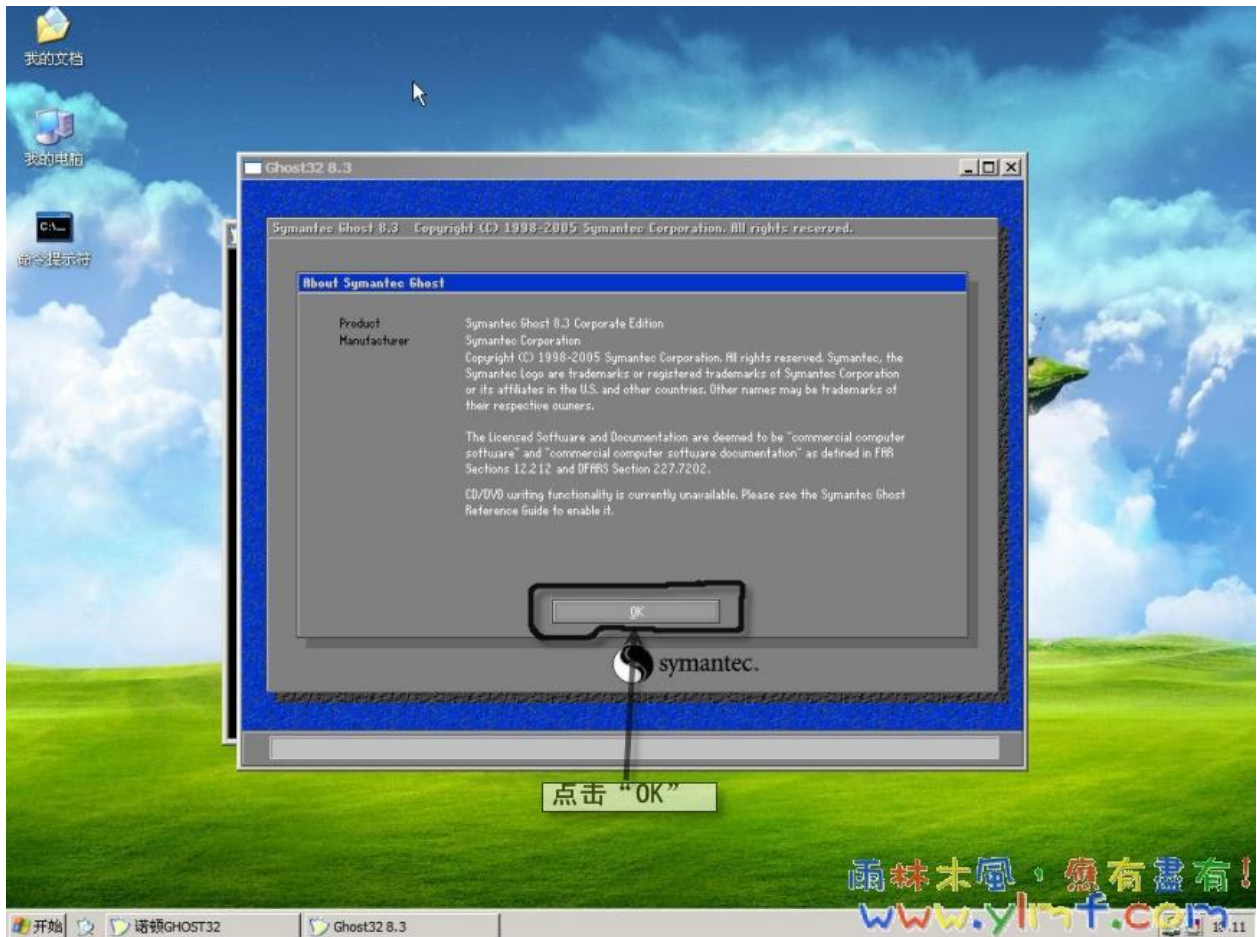 我的文档
我的电脑
命令提示符
Ghost32 8.3
Symantec Ghost 8.3 Copyright (C) 1998-2005 Symantec Corporation. All rights reserved.
About Symantec Ghost
Product Symantec Ghost 8.3 Corporate Edition
Manufacturer Symantec Corporation
Copyright (C) 1998-2005 Symantec Corporation. All rights reserved. Symantec, the
Symantec Logo are trademarks or registered trademarks of Symantec Corporation
or its affiliates in the U.S. and other countries. Other names may be trademarks of
their respective owners.
The Licensed Software and Documentation are deemed to be "commercial computer
software" and "commercial computer software documentation" as defined in FAR
Sections 12.212 and DFARS Section 227.7202.
CD/DVD writing functionality is currently unavailable. Please see the Symantec Ghost
Reference Guide to enable it.
OK
symantec.
点击“OK”
雨林木風，應有盡有！
www.ylmf.com
开始
诺顿GHOST32
Ghost32 8.3